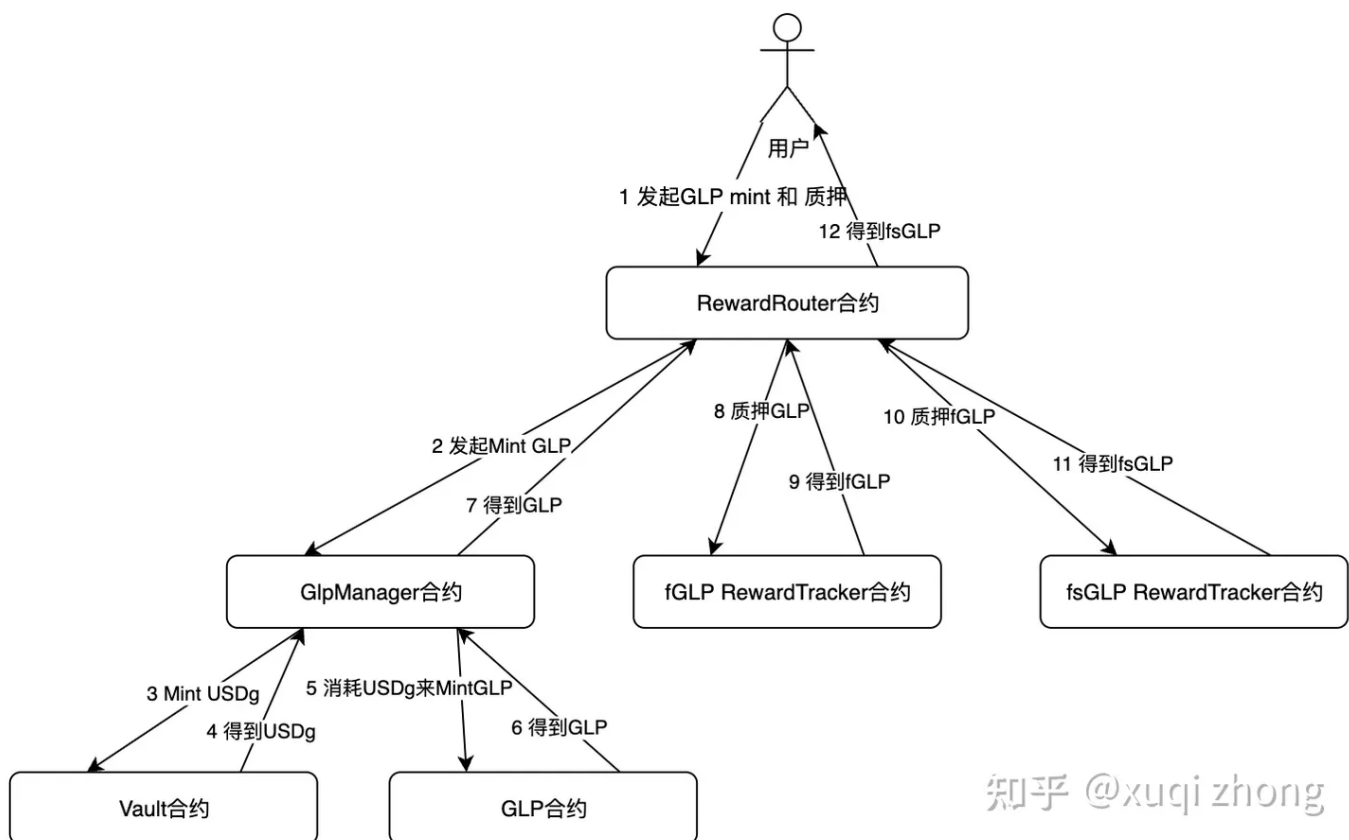 用户
1 发起GLP mint 和 质押
12 得到fsGLP
RewardRouter合约
8 质押GLP
10 质押fGLP
2 发起Mint GLP
11 得到fsGLP
9 得到fGLP
7 得到GLP
GlpManager合约
fGLP RewardTracker合约
fsGLP RewardTracker合约
3 Mint USDg
5 消耗USDg来MintGLP
4 得到USDg
6 得到GLP
Vault合约
GLP合约
知乎 @xuqi zhong